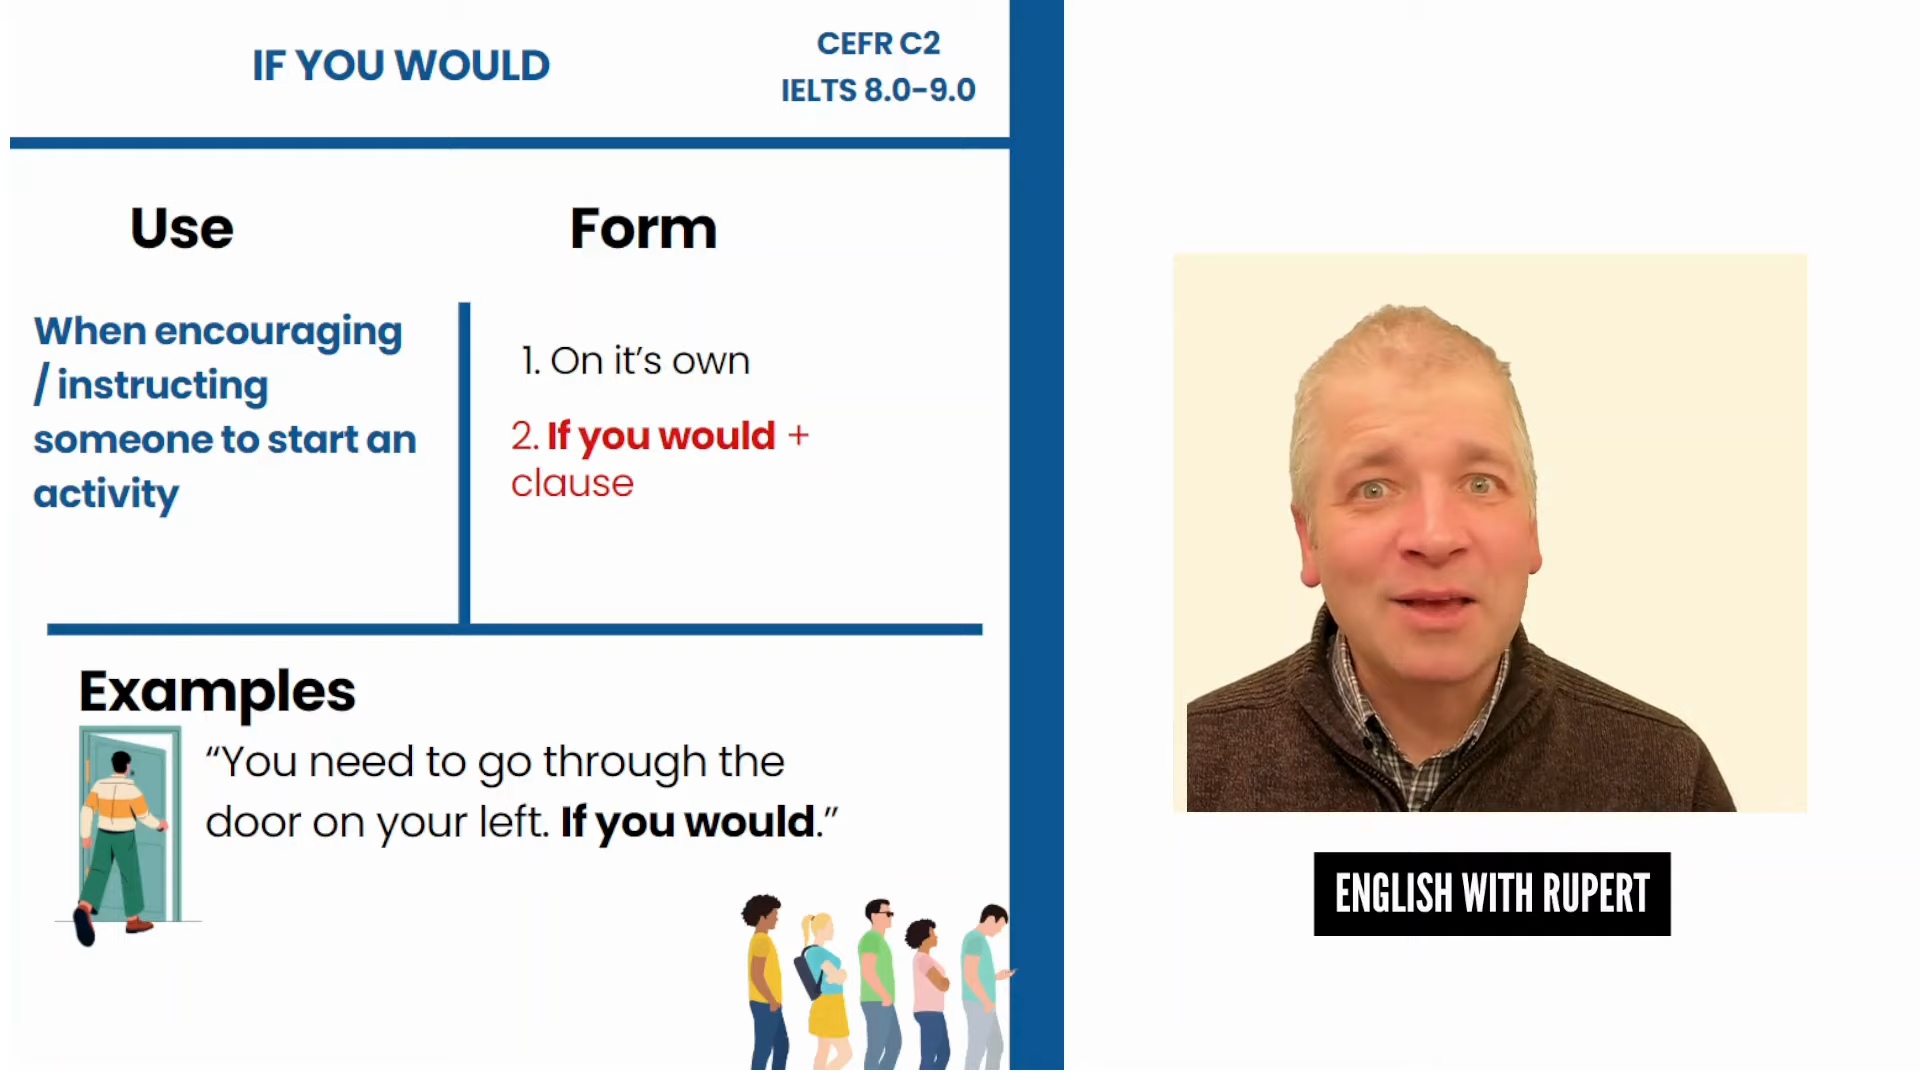 IF YOU WOULD
CEFR C2
IELTS 8.0-9.0
Use
Form
When encouraging
/ instructing
someone to start an
activity
1. On it’s own
2. If you would +
clause
Examples
“You need to go through the
door on your left. If you would.”
ENGLISH WITH RUPERT